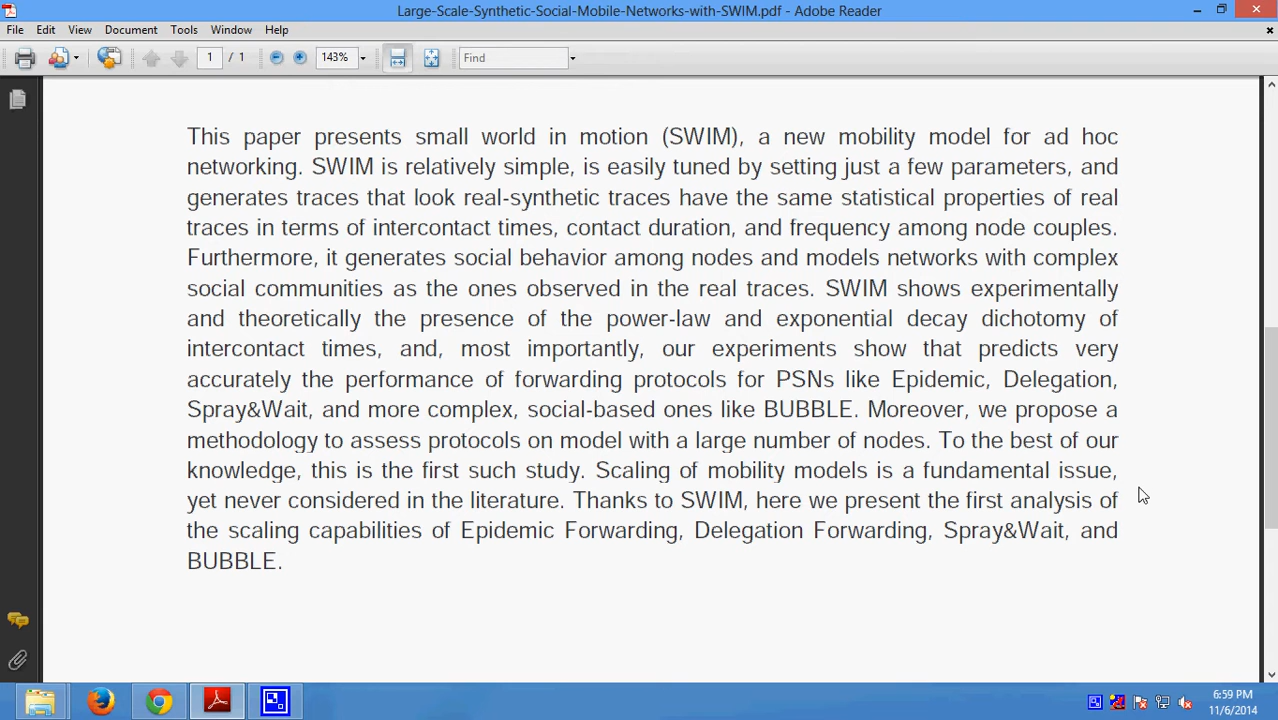 Large-Scale-Synthetic-Social-Mobile-Networks-with-SWIM.pdf - Adobe Reader
File Edit View Document Tools Window Help
1 / 1 143% Find
This paper presents small world in motion (SWIM), a new mobility model for ad hoc
networking. SWIM is relatively simple, is easily tuned by setting just a few parameters, and
generates traces that look real-synthetic traces have the same statistical properties of real
traces in terms of intercontact times, contact duration, and frequency among node couples.
Furthermore, it generates social behavior among nodes and models networks with complex
social communities as the ones observed in the real traces. SWIM shows experimentally
and theoretically the presence of the power-law and exponential decay dichotomy of
intercontact times, and, most importantly, our experiments show that predicts very
accurately the performance of forwarding protocols for PSNs like Epidemic, Delegation,
Spray&Wait, and more complex, social-based ones like BUBBLE. Moreover, we propose a
methodology to assess protocols on model with a large number of nodes. To the best of our
knowledge, this is the first such study. Scaling of mobility models is a fundamental issue,
yet never considered in the literature. Thanks to SWIM, here we present the first analysis of
the scaling capabilities of Epidemic Forwarding, Delegation Forwarding, Spray&Wait, and
BUBBLE.
6:59 PM
11/6/2014